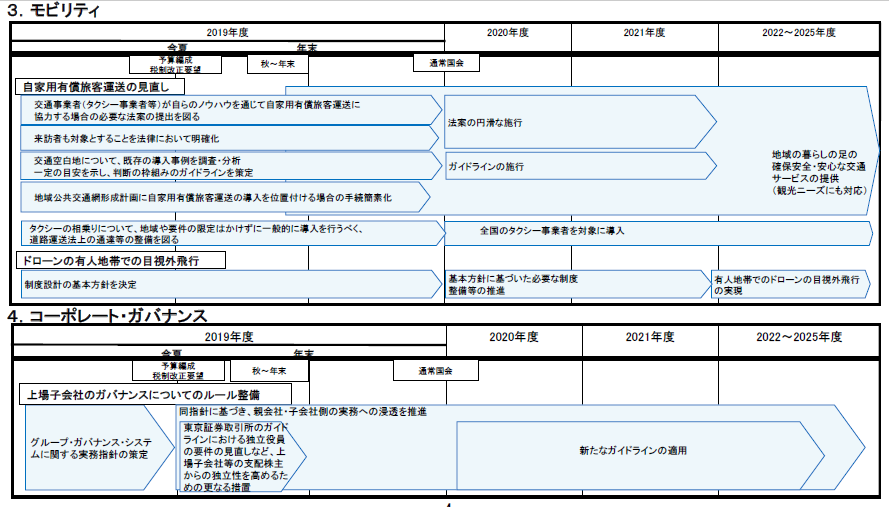 ３．モビリティ
2019年度
2020年度
2021年度
2022～2025年度
今夏
年末
予算編成
税制改正要望
秋～年末
通常国会
自家用有償旅客運送の見直し
交通事業者（タクシー事業者等）が自らのノウハウを通じて自家用有償旅客運送に
協力する場合の必要な法案の提出を図る
来訪者も対象とすることを法律において明確化
法案の円滑な施行
交通空白地について、既存の導入事例を調査・分析
一定の目安を示し、判断の枠組みのガイドラインを策定
ガイドラインの施行
地域公共交通網形成計画に自家用有償旅客運送の導入を位置付ける場合の手続簡素化
地域の暮らしの足の
確保安全・安心な交通
サービスの提供
（観光ニーズにも対応）
タクシーの相乗りについて、地域や要件の限定はかけずに一般的に導入を行うべく、
道路運送法上の通達等の整備を図る
全国のタクシー事業者を対象に導入
ドローンの有人地帯での目視外飛行
制度設計の基本方針を決定
基本方針に基づいた必要な制度
整備等の推進
有人地帯でのドローンの目視外飛行
の実現
４．コーポレート・ガバナンス
2019年度
2020年度
2021年度
2022～2025年度
今夏
年末
予算編成
税制改正要望
秋～年末
通常国会
上場子会社のガバナンスについてのルール整備
グループ・ガバナンス・システ
ムに関する実務指針の策定
同指針に基づき、親会社・子会社側の実務への浸透を推進
東京証券取引所のガイド
ラインにおける独立役員
の要件の見直しなど、上
場子会社等の支配株主
からの独立性を高めるた
めの更なる措置
新たなガイドラインの適用